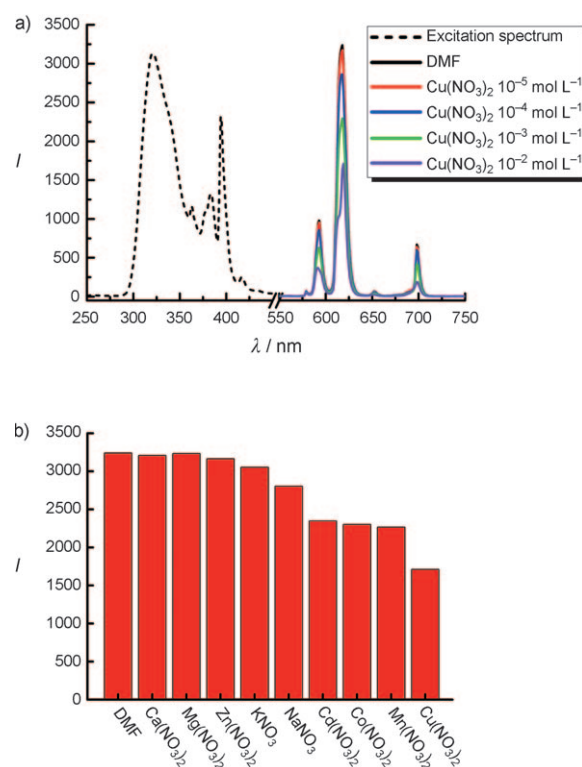 a)
3500
3000
2500
2000
1500
1000
500
0
I
250 300 350 400 550 600 650 700 750
λ / nm
Excitation spectrum
DMF
Cu(NO₃)₂ 10⁻⁵ mol L⁻¹
Cu(NO₃)₂ 10⁻⁴ mol L⁻¹
Cu(NO₃)₂ 10⁻³ mol L⁻¹
Cu(NO₃)₂ 10⁻² mol L⁻¹
b)
3500
3000
2500
2000
1500
1000
500
0
I
DMF
Ca(NO₃)₂
Mg(NO₃)₂
Zn(NO₃)₂
KNO₃
NaNO₃
Cd(NO₃)₂
Co(NO₃)₂
Mn(NO₃)₂
Cu(NO₃)₂